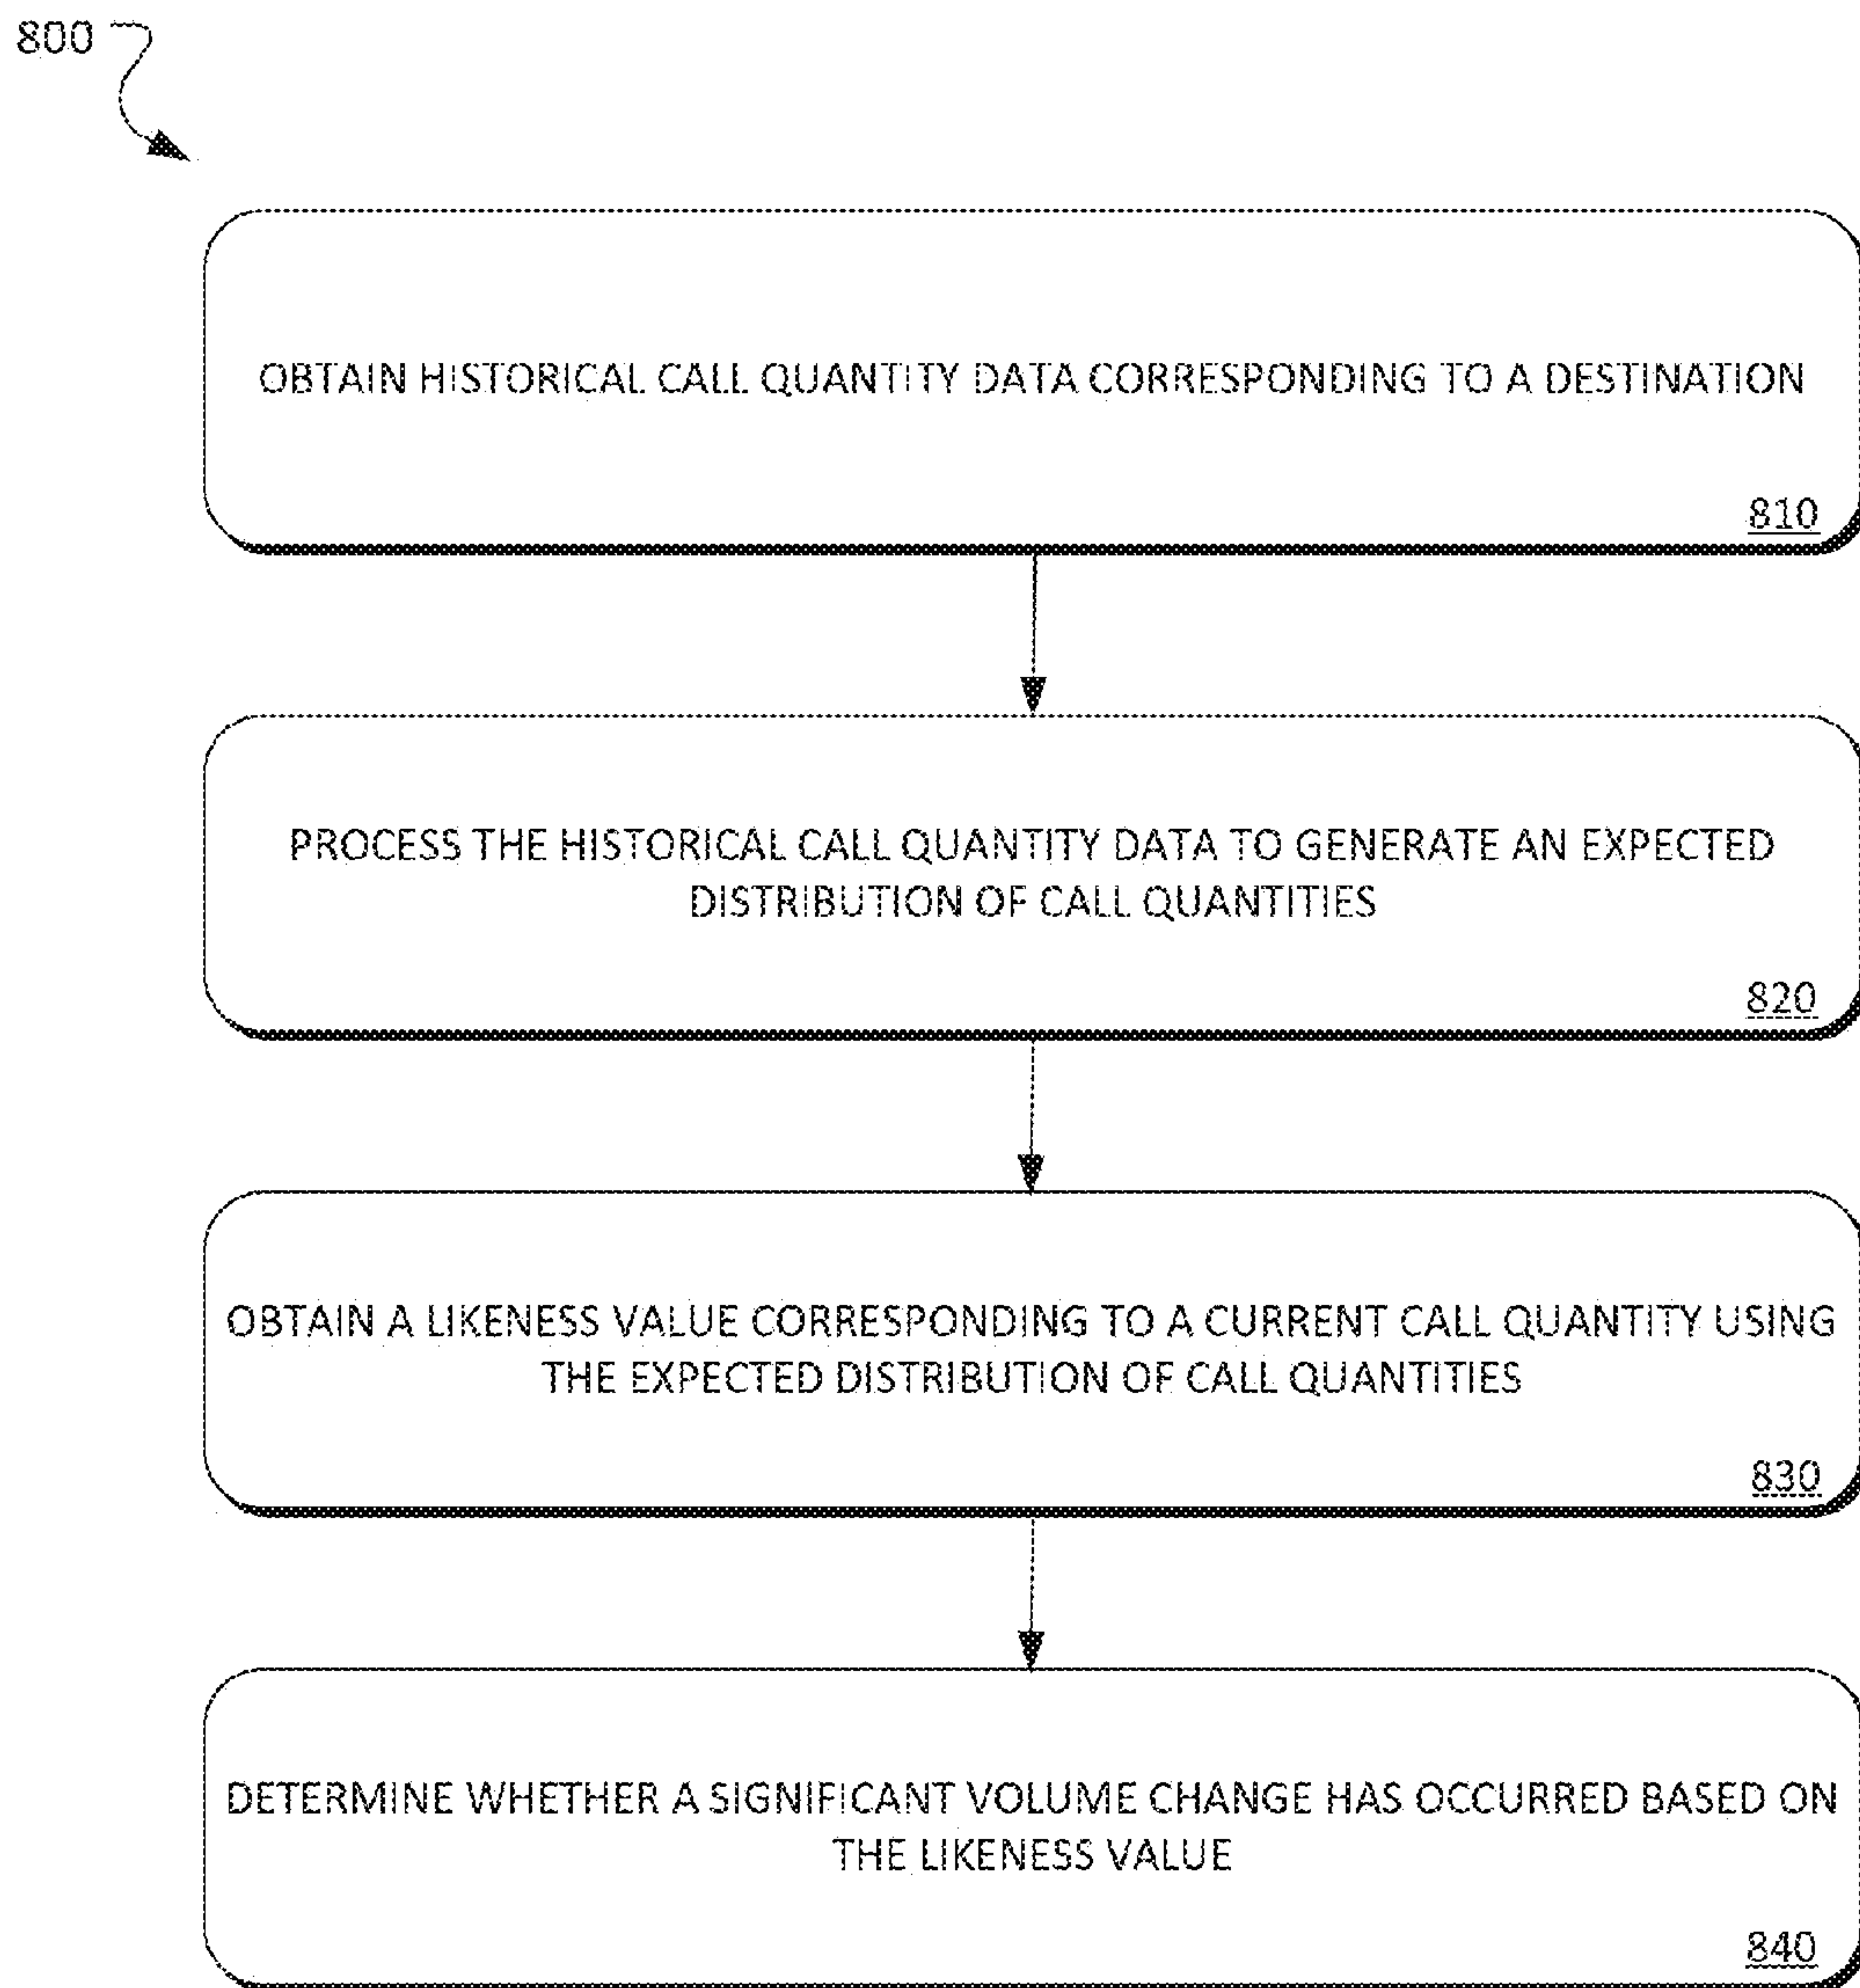 800
OBTAIN HISTORICAL CALL QUANTITY DATA CORRESPONDING TO A DESTINATION
810
PROCESS THE HISTORICAL CALL QUANTITY DATA TO GENERATE AN EXPECTED
DISTRIBUTION OF CALL QUANTITIES
820
OBTAIN A LIKENESS VALUE CORRESPONDING TO A CURRENT CALL QUANTITY USING
THE EXPECTED DISTRIBUTION OF CALL QUANTITIES
830
DETERMINE WHETHER A SIGNIFICANT VOLUME CHANGE HAS OCCURRED BASED ON
THE LIKENESS VALUE
840